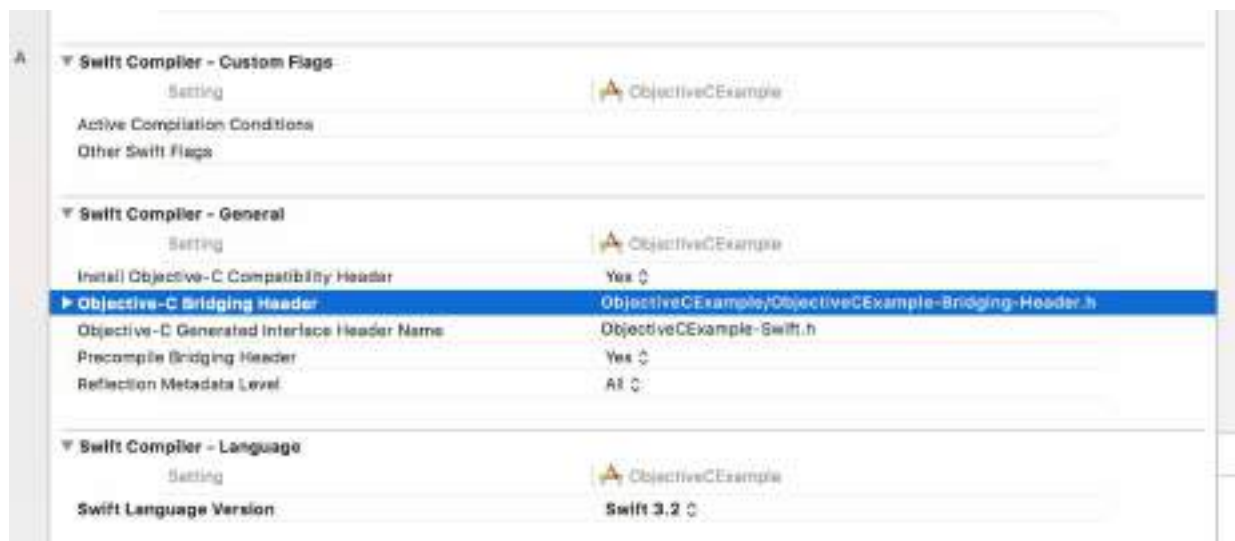 A
Swift Compiler - Custom Flags
Setting ObjectiveCExample
Active Compilation Conditions
Other Swift Flags
Swift Compiler - General
Setting ObjectiveCExample
Install Objective-C Compatibility Header Yes
Objective-C Bridging Header ObjectiveCExample/ObjectiveCExample-Bridging-Header.h
Objective-C Generated Interface Header Name ObjectiveCExample-Swift.h
Precompile Bridging Header Yes
Reflection Metadata Level All
Swift Compiler - Language
Setting ObjectiveCExample
Swift Language Version Swift 3.2